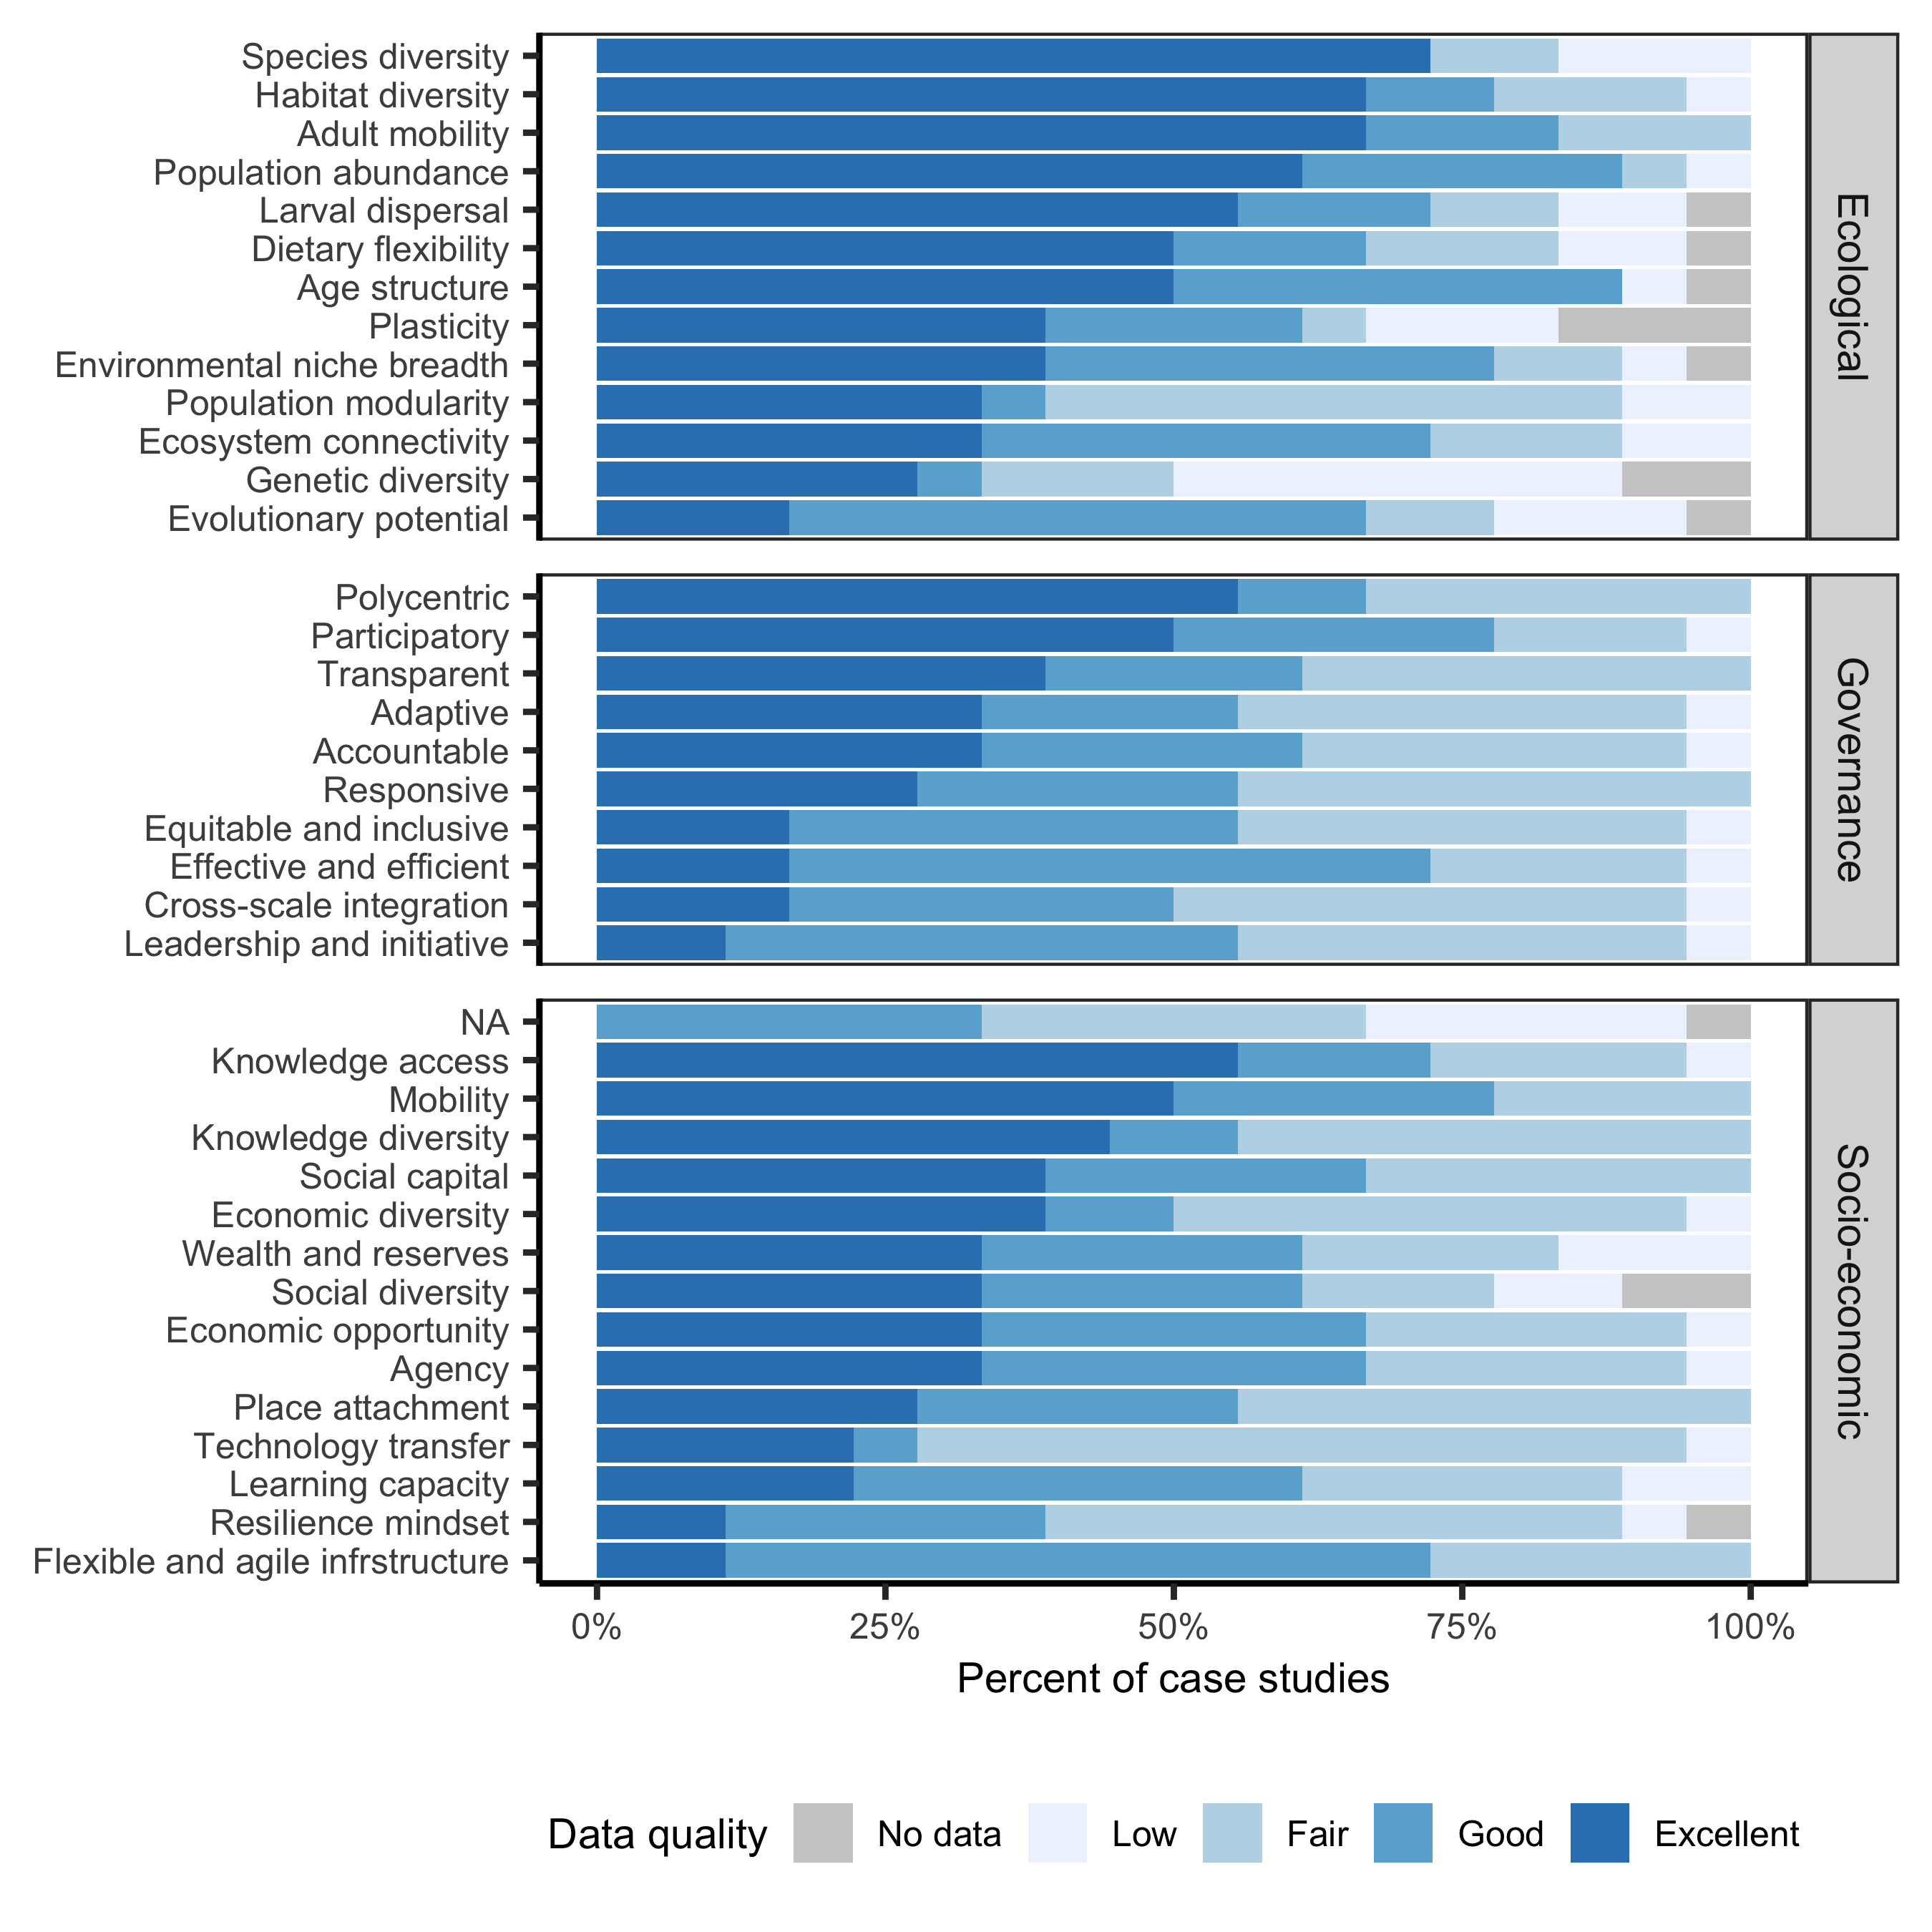 Species diversity
Habitat diversity
Adult mobility
Population abundance
Larval dispersal
Dietary flexibility
Age structure
Plasticity
Environmental niche breadth
Population modularity
Ecosystem connectivity
Genetic diversity
Evolutionary potential
Ecological
Polycentric
Participatory
Transparent
Adaptive
Accountable
Responsive
Equitable and inclusive
Effective and efficient
Cross-scale integration
Leadership and initiative
Governance
NA
Knowledge access
Mobility
Knowledge diversity
Social capital
Economic diversity
Wealth and reserves
Social diversity
Economic opportunity
Agency
Place attachment
Technology transfer
Learning capacity
Resilience mindset
Flexible and agile infrstructure
Socio-economic
0% 25% 50% 75% 100%
Percent of case studies
Data quality No data Low Fair Good Excellent